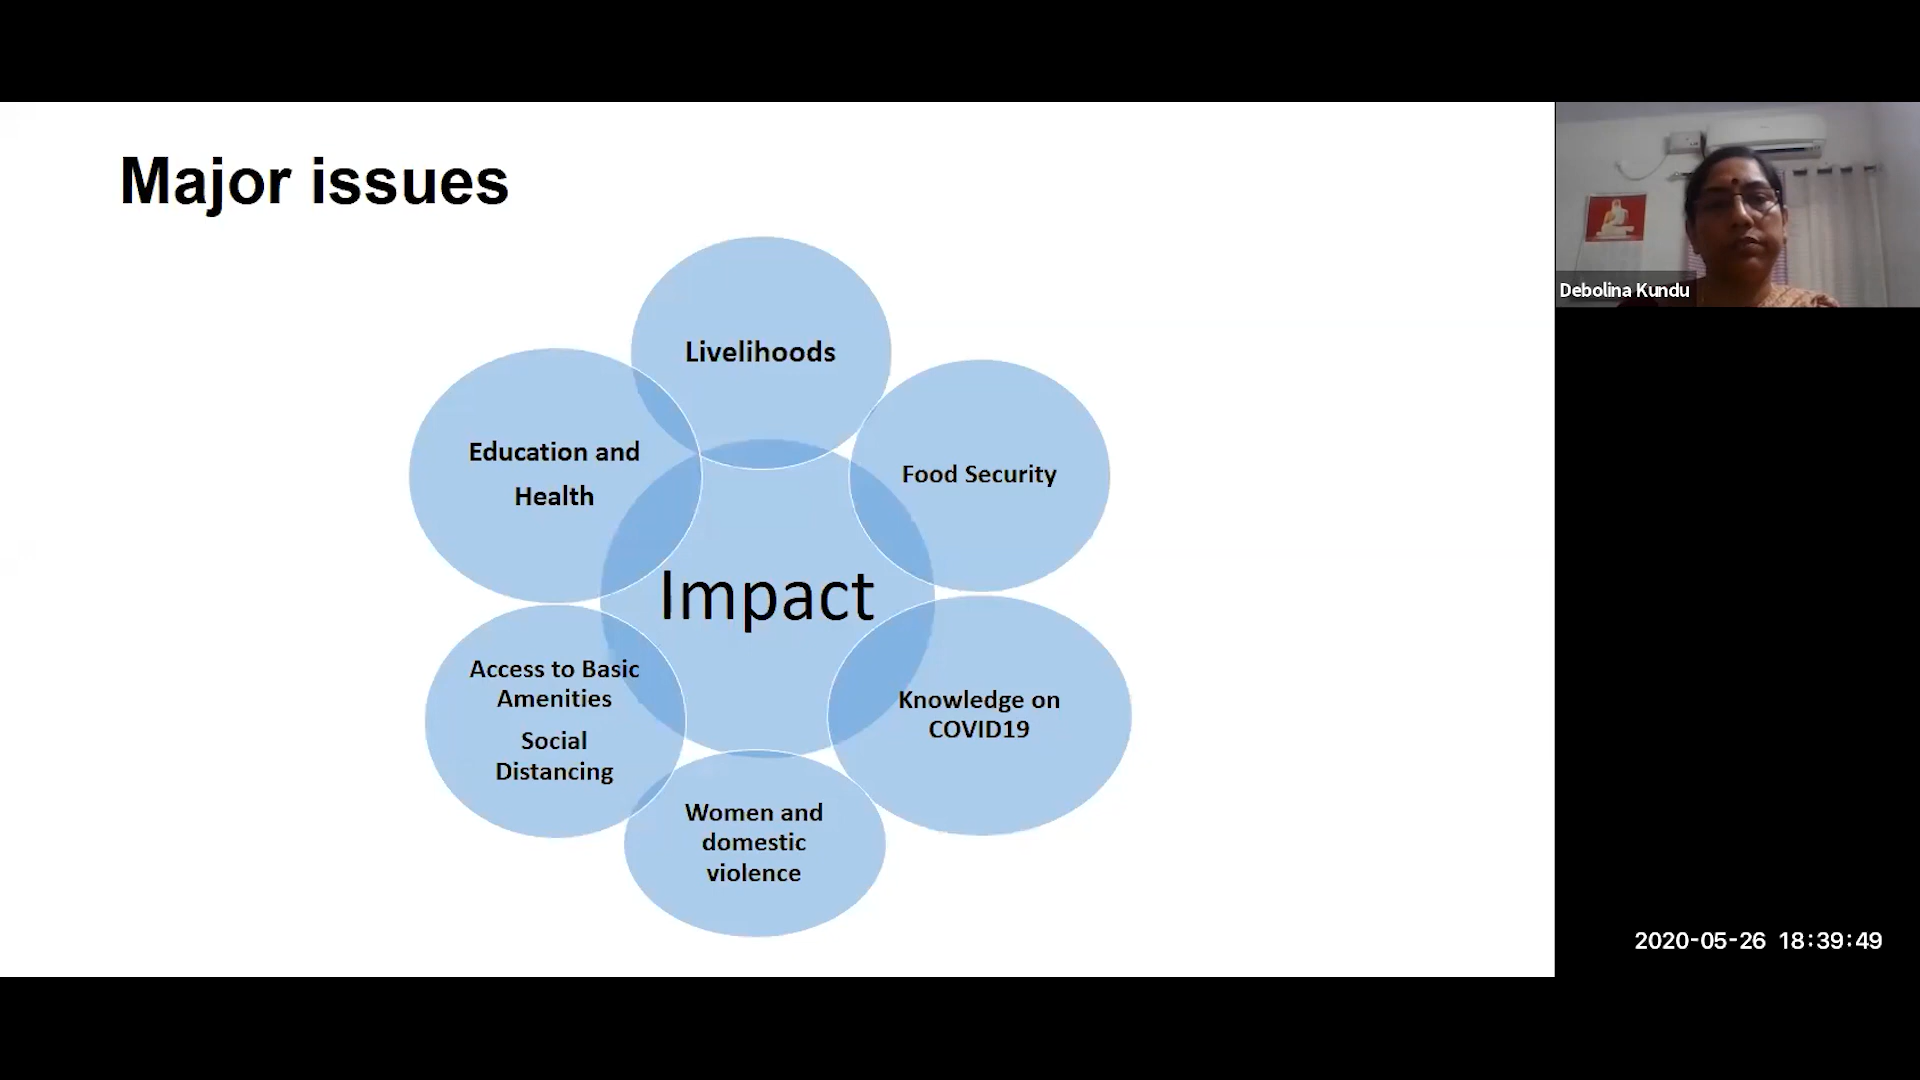 Major issues
Livelihoods
Food Security
Knowledge on
COVID19
Women and
domestic
violence
Access to Basic
Amenities
Social
Distancing
Education and
Health
Impact
Debolina Kundu
2020-05-26 18:39:49